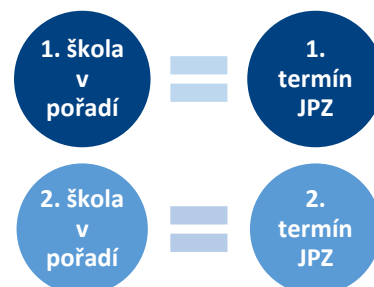 1. škola
v
pořadí
1.
termín
JPZ
2. škola
v
pořadí
2.
termín
JPZ